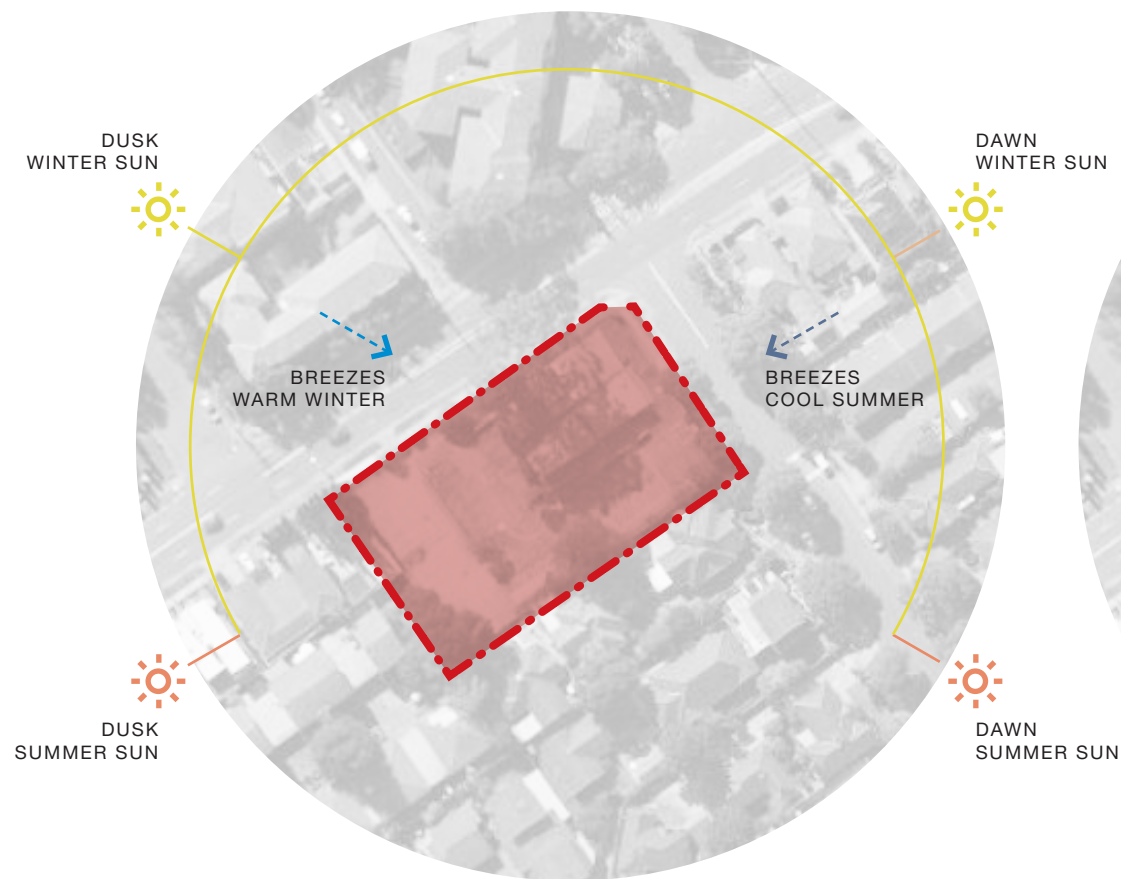 DUSK
WINTER SUN
DAWN
WINTER SUN
BREEZES
WARM WINTER
BREEZES
COOL SUMMER
DUSK
SUMMER SUN
DAWN
SUMMER SUN